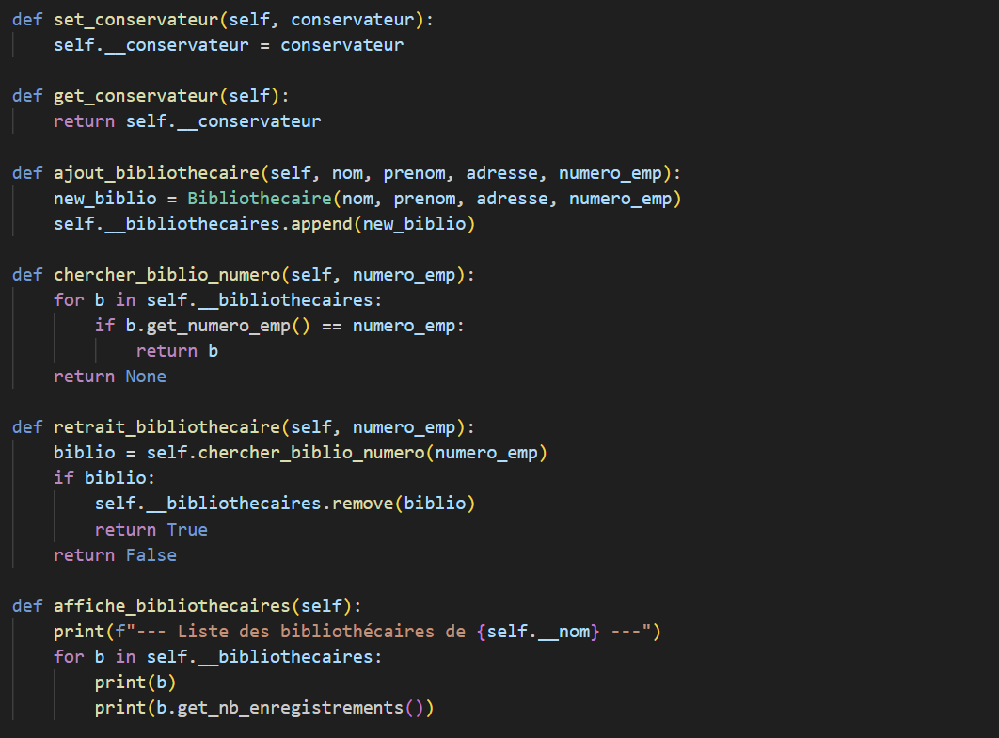 def set_conservateur(self, conservateur):
    self.__conservateur = conservateur

def get_conservateur(self):
    return self.__conservateur

def ajout_bibliothecaire(self, nom, prenom, adresse, numero_emp):
    new_biblio = Bibliothecaire(nom, prenom, adresse, numero_emp)
    self.__bibliothecaires.append(new_biblio)

def chercher_biblio_numero(self, numero_emp):
    for b in self.__bibliothecaires:
        if b.get_numero_emp() == numero_emp:
            return b
    return None

def retrait_bibliothecaire(self, numero_emp):
    biblio = self.chercher_biblio_numero(numero_emp)
    if biblio:
        self.__bibliothecaires.remove(biblio)
        return True
    return False

def affiche_bibliothecaires(self):
    print(f"--- Liste des bibliothécaires de {self.__nom} ---")
    for b in self.__bibliothecaires:
        print(b)
        print(b.get_nb_enregistrements())